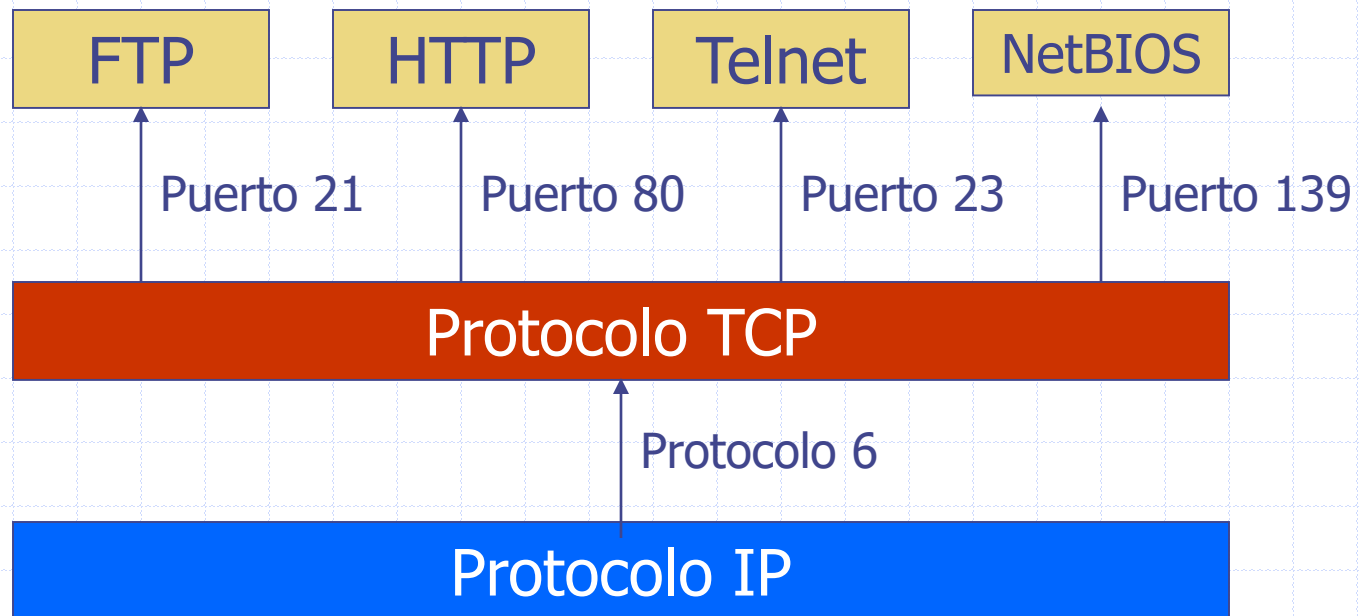 FTP
HTTP
Telnet
NetBIOS
Puerto 21
Puerto 80
Puerto 23
Puerto 139
Protocolo TCP
Protocolo 6
Protocolo IP